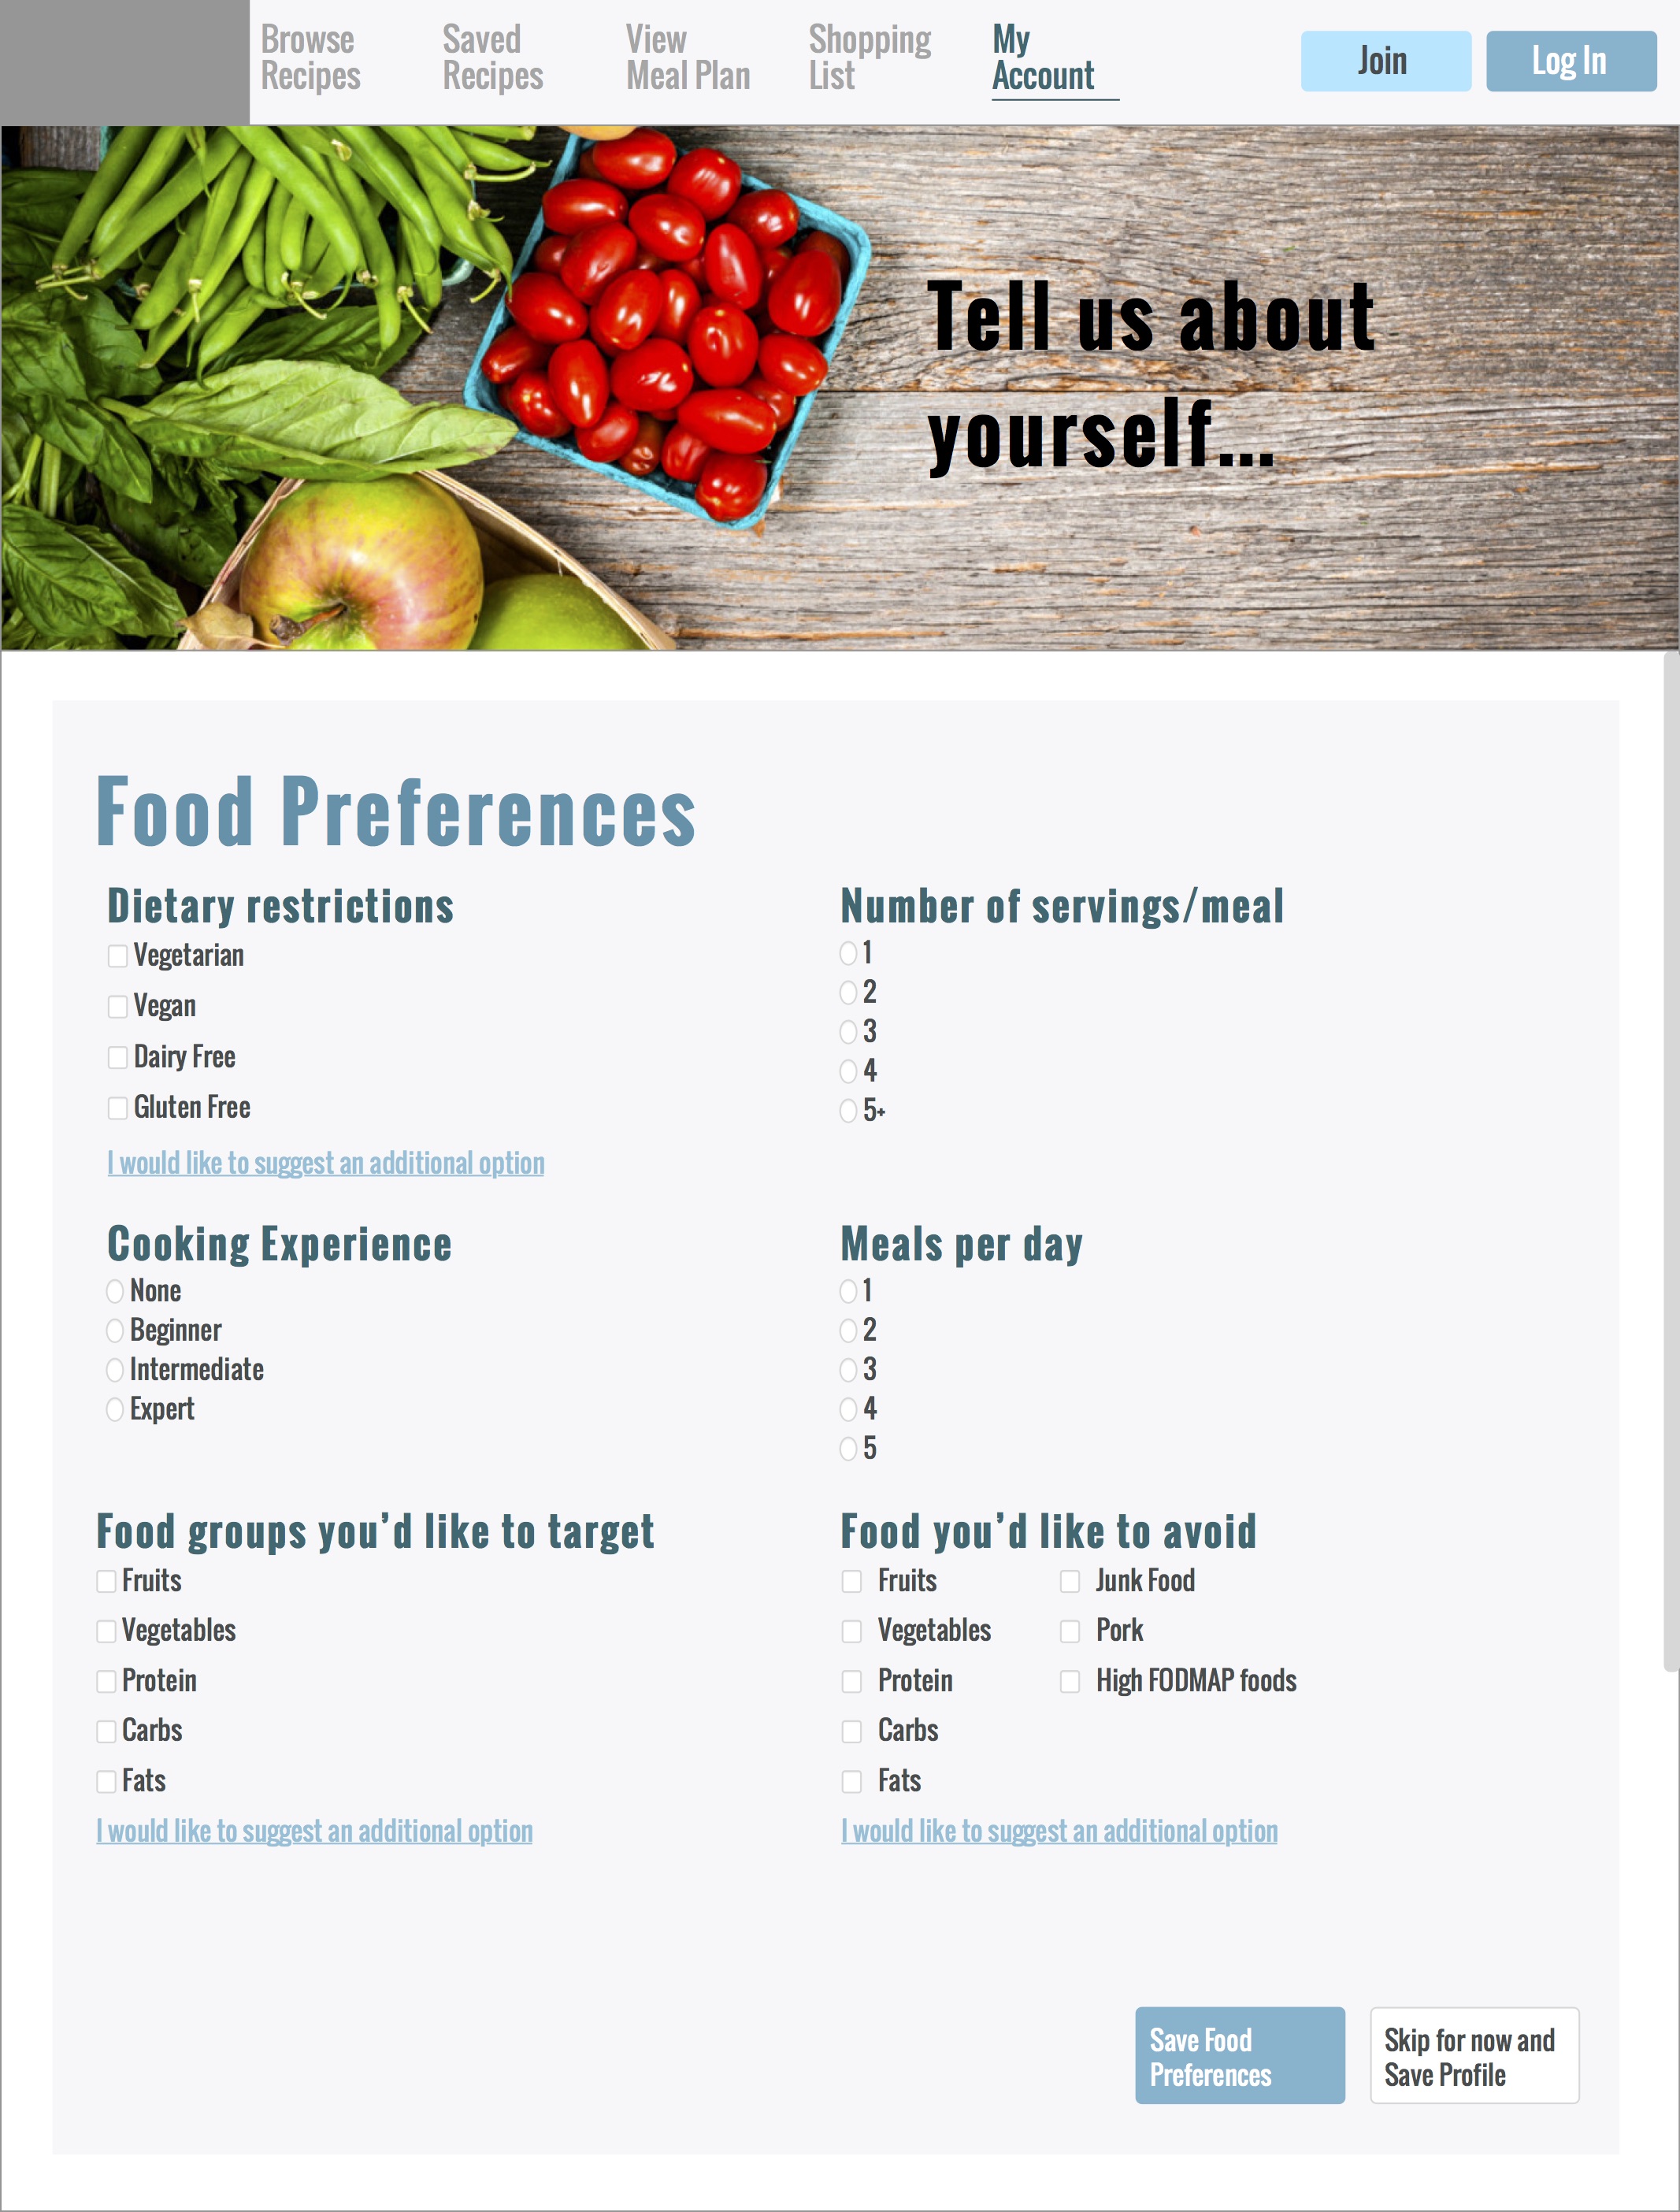 Browse
Recipes
Saved
Recipes
View
Meal Plan
Shopping
List
My
Account
Join
Log In
Tell us about
yourself...
Food Preferences
Dietary restrictions
Vegetarian
Vegan
Dairy Free
Gluten Free
I would like to suggest an additional option
Number of servings/meal
1
2
3
4
5+
Cooking Experience
None
Beginner
Intermediate
Expert
Meals per day
1
2
3
4
5
Food groups you’d like to target
Fruits
Vegetables
Protein
Carbs
Fats
I would like to suggest an additional option
Food you’d like to avoid
Fruits
Vegetables
Protein
Carbs
Fats
Junk Food
Pork
High FODMAP foods
I would like to suggest an additional option
Save Food
Preferences
Skip for now and
Save Profile